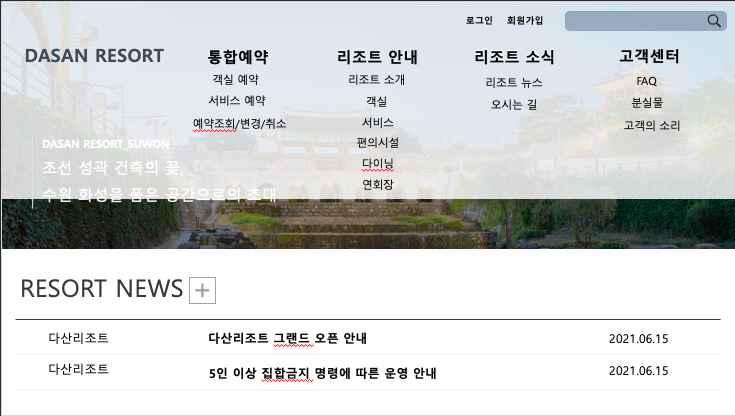 로그인 회원가입
DASAN RESORT
통합예약 리조트 안내 리조트 소식 고객센터
객실 예약 리조트 소개 리조트 뉴스 FAQ
서비스 예약 객실 오시는 길 분실물
예약조회/변경/취소 서비스 고객의 소리
편의시설
다이닝
연회장
DASAN RESORT SUWON
조선 성곽 건축의 꽃,
수원 화성을 품은 공간으로의 초대
RESORT NEWS +
다산리조트 다산리조트 그랜드 오픈 안내 2021.06.15
다산리조트 5인 이상 집합금지 명령에 따른 운영 안내 2021.06.15